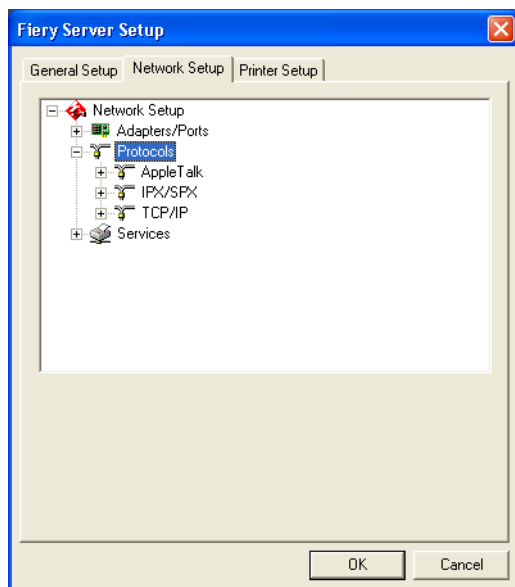 Fiery Server Setup
General Setup Network Setup Printer Setup
Network Setup
Adapters/Ports
Protocols
AppleTalk
IPX/SPX
TCP/IP
Services
OK Cancel